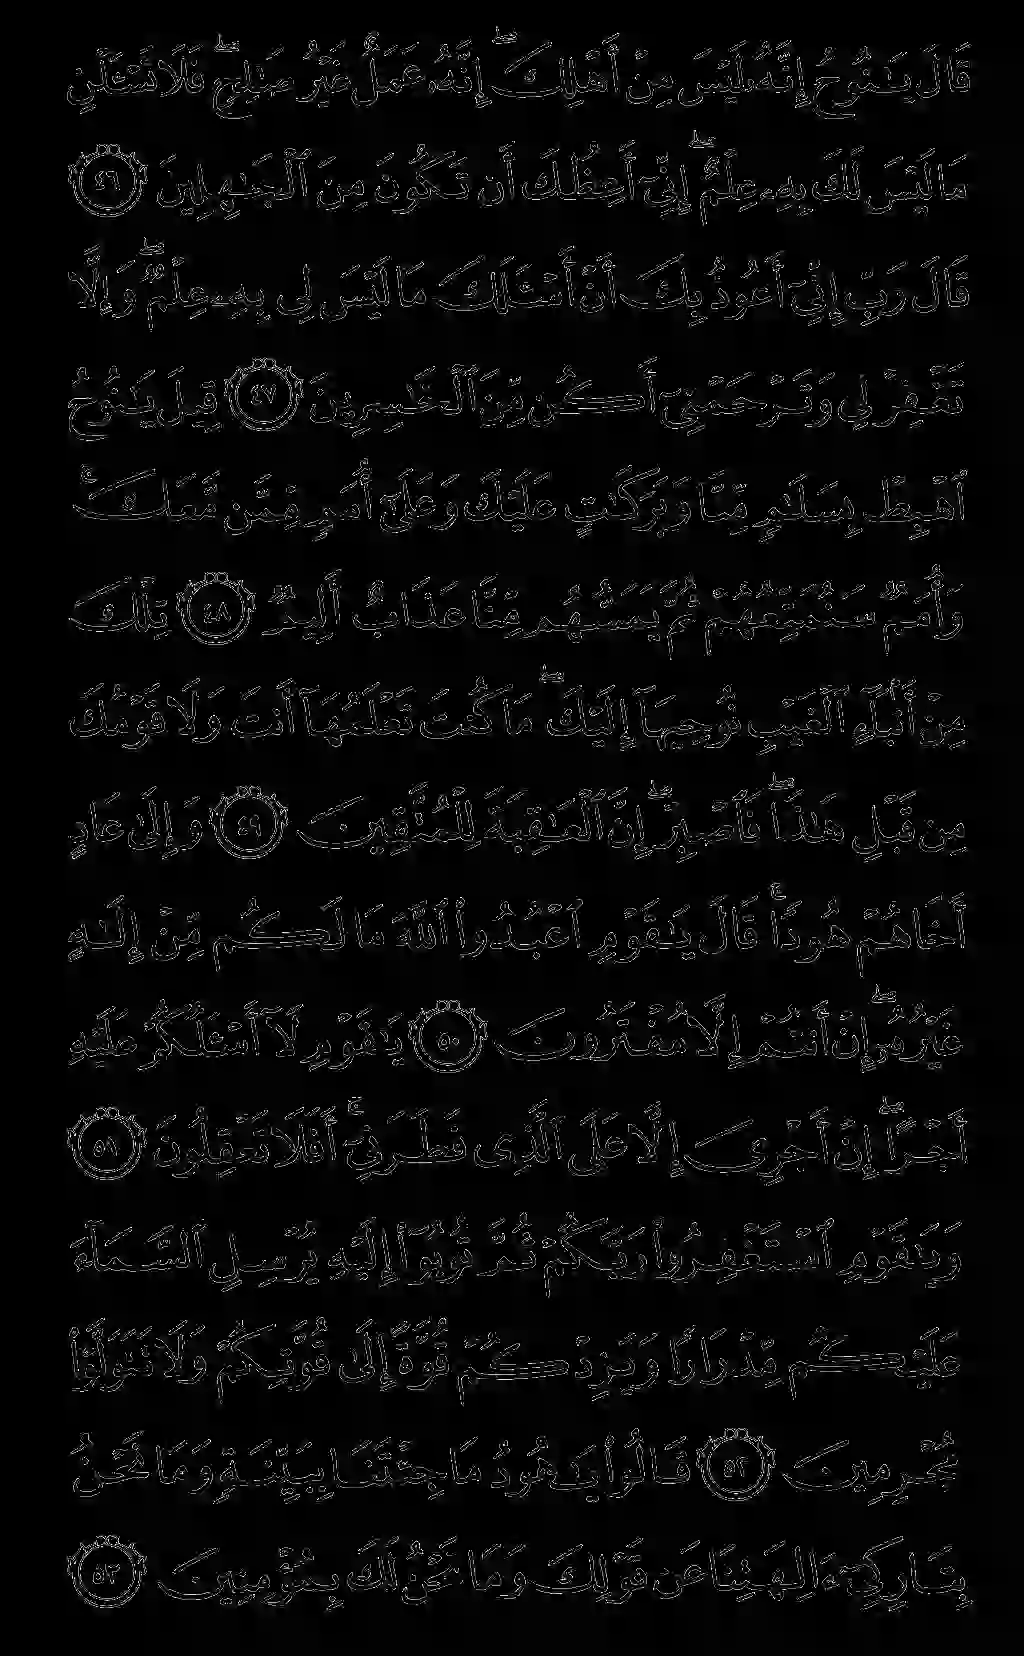 قَالَ يَـٰنُوحُ إِنَّهُۥ لَيْسَ مِنْ أَهْلِكَ ۖ إِنَّهُۥ عَمَلٌ غَيْرُ صَـٰلِحٍ ۖ فَلَا تَسْـَٔلْنِ
مَا لَيْسَ لَكَ بِهِۦ عِلْمٌ ۖ إِنِّىٓ أَعِظُكَ أَن تَكُونَ مِنَ ٱلْجَـٰهِلِينَ ٤٦
قَالَ رَبِّ إِنِّىٓ أَعُوذُ بِكَ أَنْ أَسْـَٔلَكَ مَا لَيْسَ لِى بِهِۦ عِلْمٌ ۖ وَإِلَّا
تَغْفِرْ لِى وَتَرْحَمْنِىٓ أَكُن مِّنَ ٱلْخَـٰسِرِينَ ٤٧ قِيلَ يَـٰنُوحُ
ٱهْبِطْ بِسَلَـٰمٍ مِّنَّا وَبَرَكَـٰتٍ عَلَيْكَ وَعَلَىٰٓ أُمَمٍ مِّمَّن مَّعَكَ ۚ
وَأُمَمٌ سَنُمَتِّعُهُمْ ثُمَّ يَمَسُّهُم مِّنَّا عَذَابٌ أَلِيمٌ ٤٨ تِلْكَ
مِنْ أَنۢبَآءِ ٱلْغَيْبِ نُوحِيهَآ إِلَيْكَ ۖ مَا كُنتَ تَعْلَمُهَآ أَنتَ وَلَا قَوْمُكَ
مِن قَبْلِ هَـٰذَا ۖ فَٱصْبِرْ ۖ إِنَّ ٱلْعَـٰقِبَةَ لِلْمُتَّقِينَ ٤٩ وَإِلَىٰ عَادٍ
أَخَاهُمْ هُودًا ۚ قَالَ يَـٰقَوْمِ ٱعْبُدُوا۟ ٱللَّهَ مَا لَكُم مِّنْ إِلَـٰهٍ
غَيْرُهُۥٓ ۖ إِنْ أَنتُمْ إِلَّا مُفْتَرُونَ ٥٠ يَـٰقَوْمِ لَآ أَسْـَٔلُكُمْ عَلَيْهِ
أَجْرًا ۖ إِنْ أَجْرِىَ إِلَّا عَلَى ٱلَّذِى فَطَرَنِىٓ ۚ أَفَلَا تَعْقِلُونَ ٥١
وَيَـٰقَوْمِ ٱسْتَغْفِرُوا۟ رَبَّكُمْ ثُمَّ تُوبُوٓا۟ إِلَيْهِ يُرْسِلِ ٱلسَّمَآءَ
عَلَيْكُم مِّدْرَارًا وَيَزِدْكُمْ قُوَّةً إِلَىٰ قُوَّتِكُمْ وَلَا تَتَوَلَّوْا۟
مُجْرِمِينَ ٥٢ قَالُوا۟ يَـٰهُودُ مَا جِئْتَنَا بِبَيِّنَةٍ وَمَا نَحْنُ
بِتَارِكِىٓ ءَالِهَتِنَا عَن قَوْلِكَ وَمَا نَحْنُ لَكَ بِمُؤْمِنِينَ ٥٣